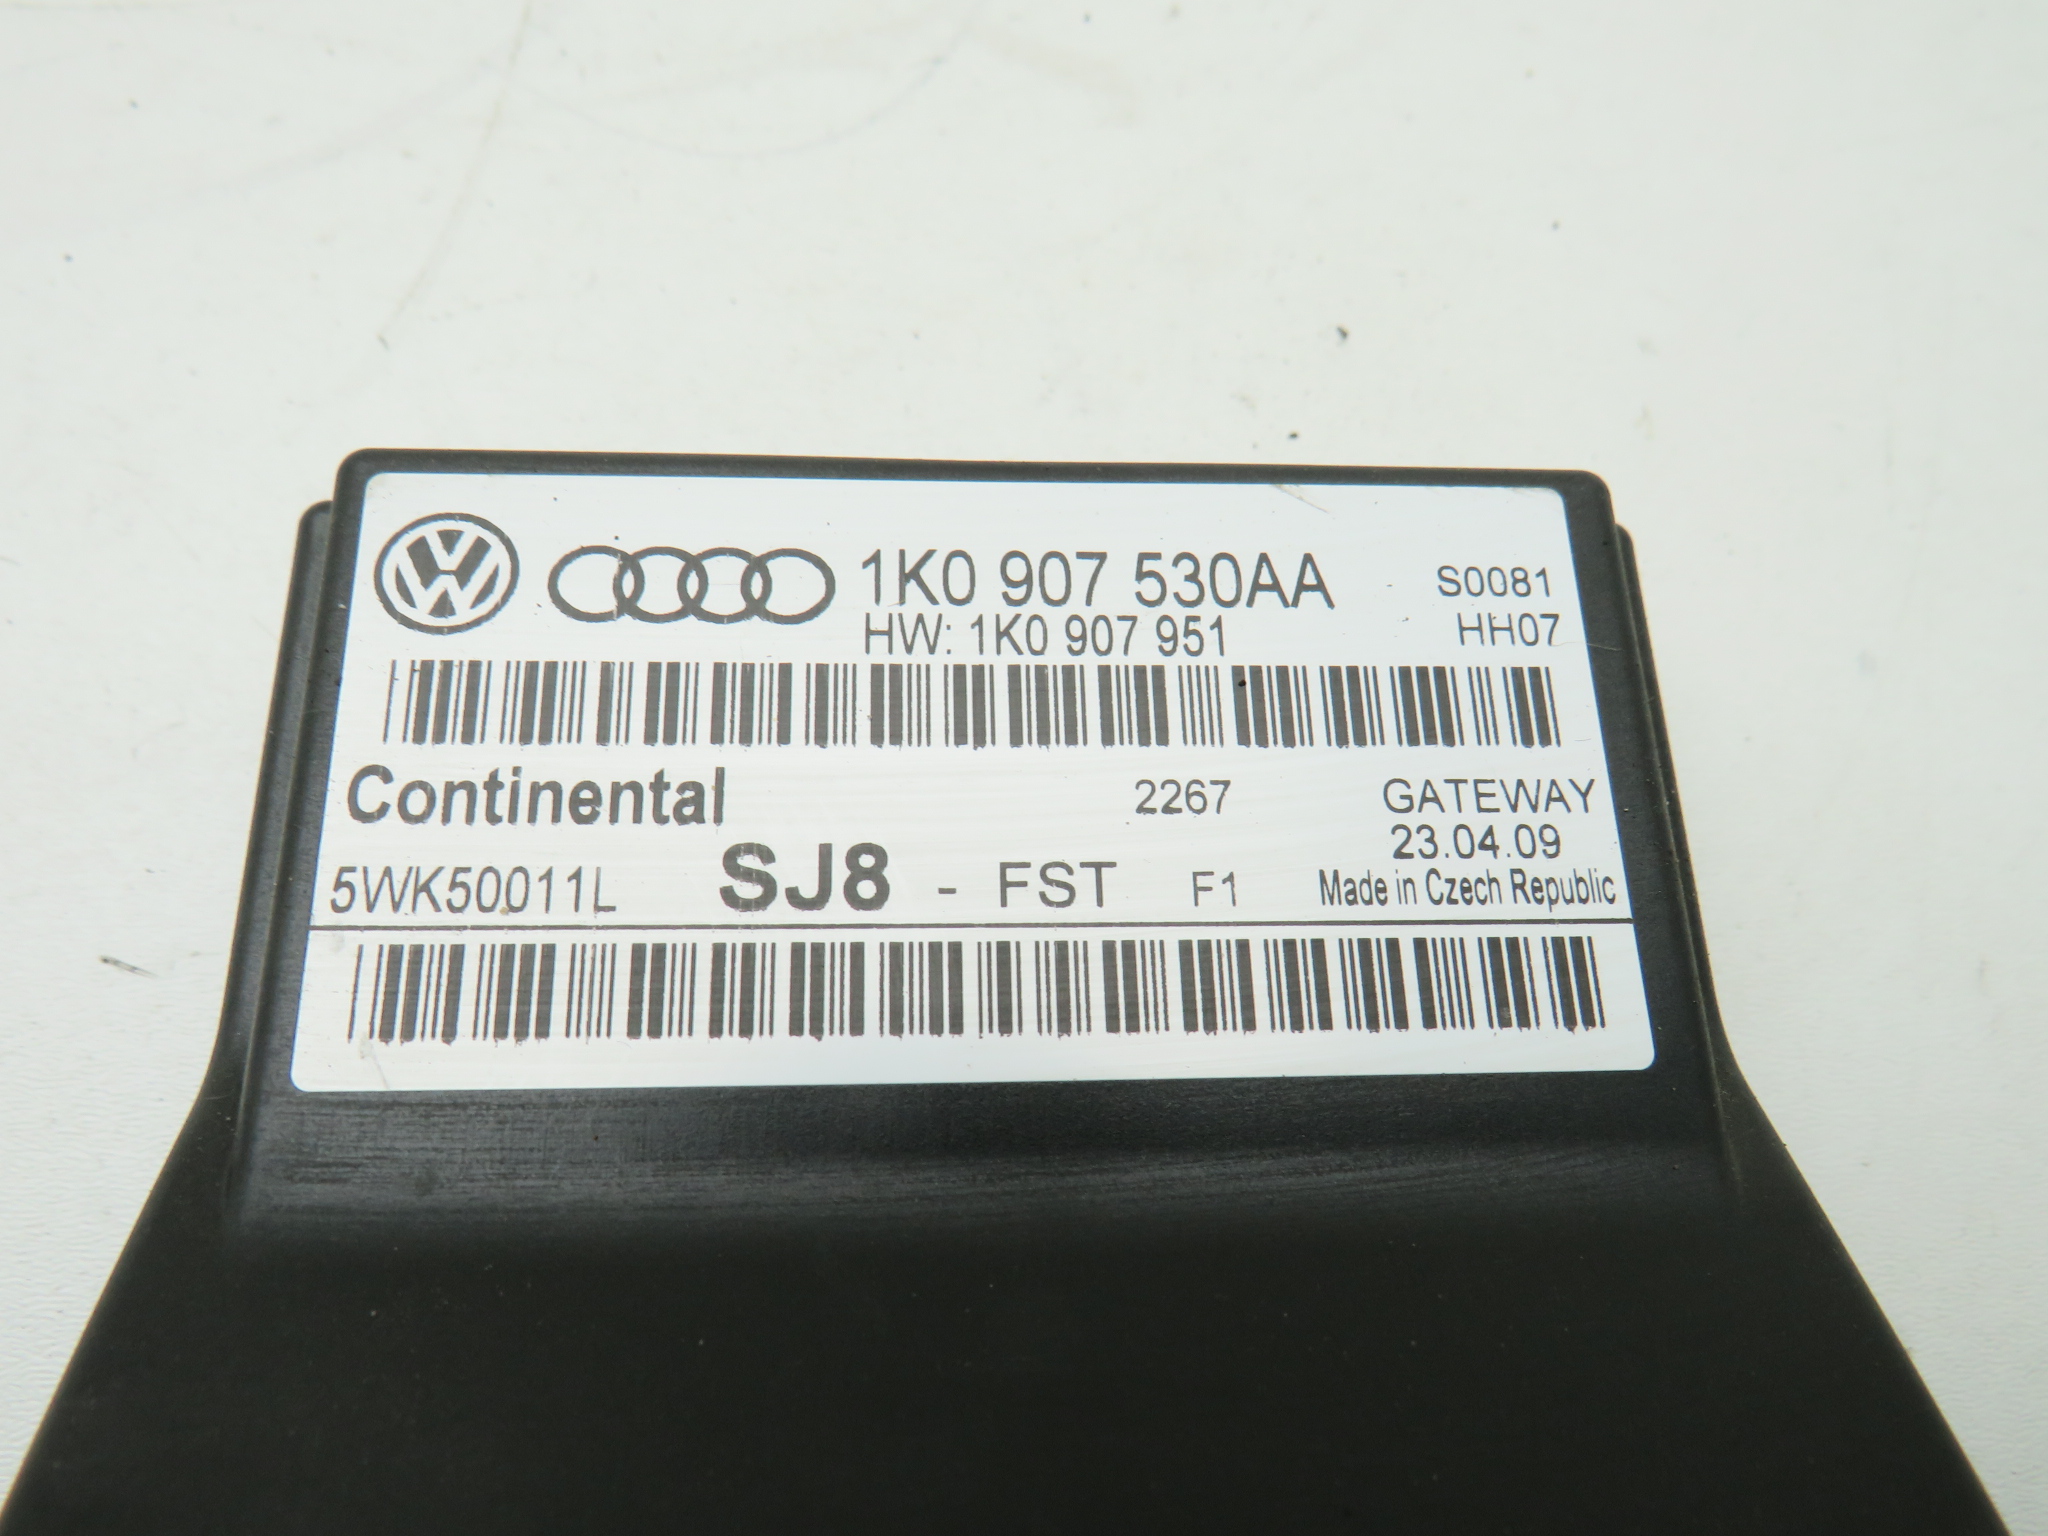 1K0 907 530AA S0081
HW: 1K0 907 951 HH07
Continental 2267 GATEWAY
23.04.09
5WK50011L SJ8 - FST F1 Made in Czech Republic